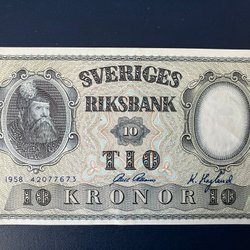 SVERIGES
RIKSBANK
10
TIO
1958 42077673
10 KRONOR 10